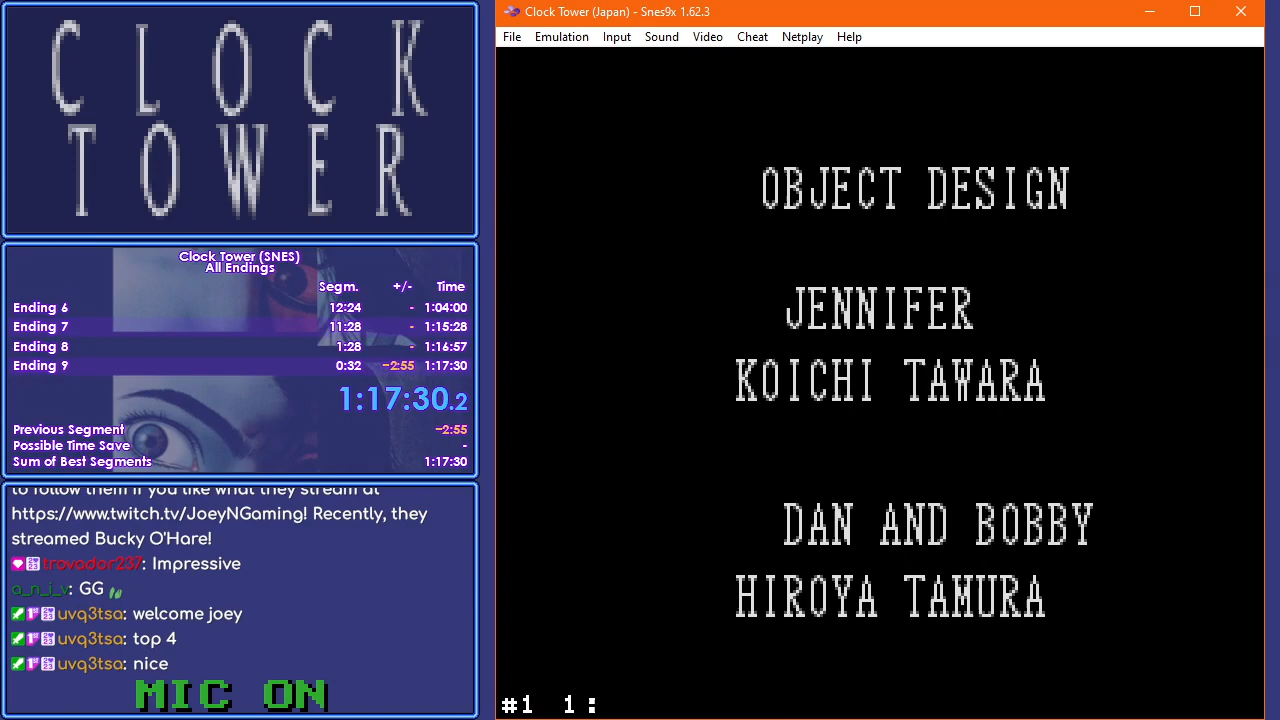 CLOCK
TOWER
Clock Tower (SNES)
All Endings
Segm. +/- Time
Ending 6 12:24 - 1:04:00
Ending 7 11:28 - 1:15:28
Ending 8 1:28 - 1:16:57
Ending 9 0:32 −2:55 1:17:30
1:17:30.2
Previous Segment −2:55
Possible Time Save -
Sum of Best Segments 1:17:30
to follow them if you like what they stream at
https://www.twitch.tv/JoeyNGaming! Recently, they
streamed Bucky O'Hare!
trovador237: Impressive
a_n_i_v: GG
uvq3tsa: welcome joey
uvq3tsa: top 4
uvq3tsa: nice
MIC ON
Clock Tower (Japan) - Snes9x 1.62.3
File Emulation Input Sound Video Cheat Netplay Help
OBJECT DESIGN
JENNIFER
KOICHI TAWARA
DAN AND BOBBY
HIROYA TAMURA
#1 1: